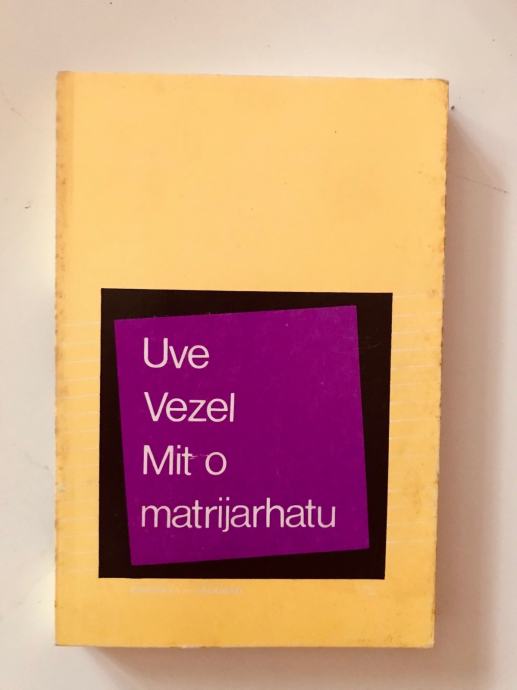 Uve
Vezel
Mit o
matrijarhatu